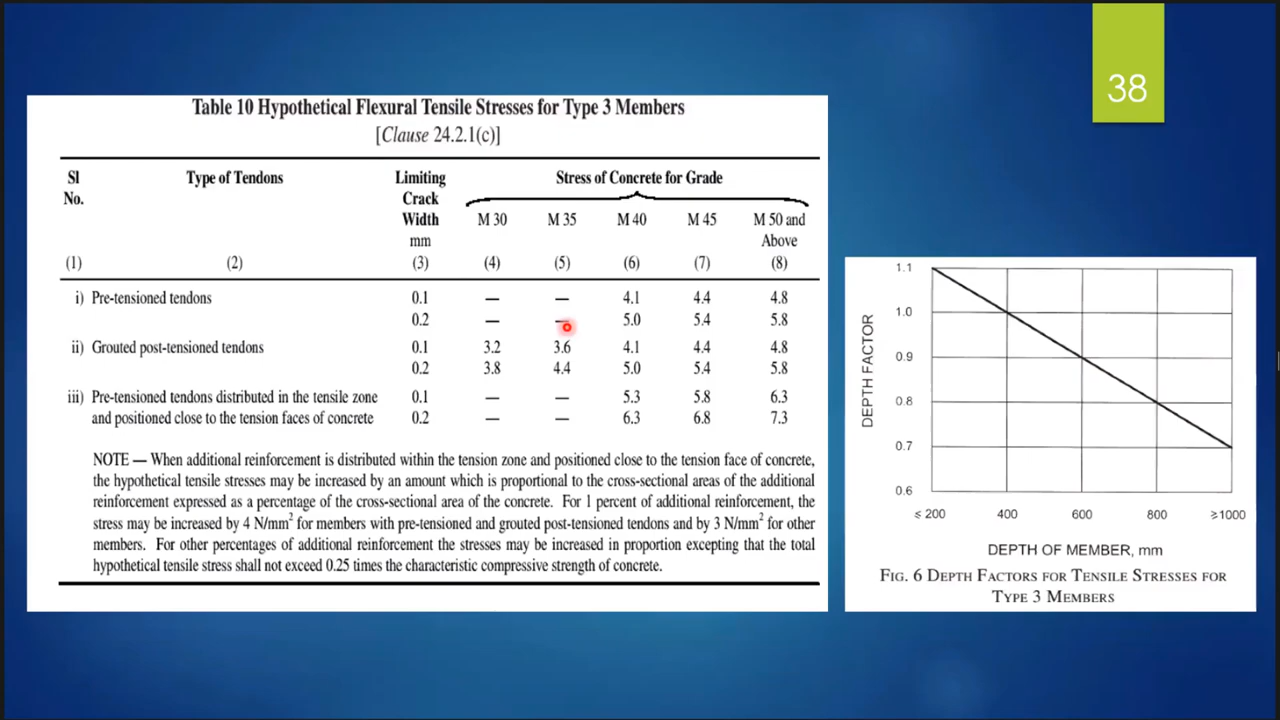 38
Table 10 Hypothetical Flexural Tensile Stresses for Type 3 Members
[Clause 24.2.1(c)]
Sl No. Type of Tendons Limiting Crack Width mm Stress of Concrete for Grade
M 30 M 35 M 40 M 45 M 50 and Above
(1) (2) (3) (4) (5) (6) (7) (8)
i) Pre-tensioned tendons 0.1 — — 4.1 4.4 4.8
0.2 — — 5.0 5.4 5.8
ii) Grouted post-tensioned tendons 0.1 3.2 3.6 4.1 4.4 4.8
0.2 3.8 4.4 5.0 5.4 5.8
iii) Pre-tensioned tendons distributed in the tensile zone 0.1 — — 5.3 5.8 6.3
and positioned close to the tension faces of concrete 0.2 — — 6.3 6.8 7.3
NOTE — When additional reinforcement is distributed within the tension zone and positioned close to the tension face of concrete,
the hypothetical tensile stresses may be increased by an amount which is proportional to the cross-sectional areas of the additional
reinforcement expressed as a percentage of the cross-sectional area of the concrete. For 1 percent of additional reinforcement, the
stress may be increased by 4 N/mm² for members with pre-tensioned and grouted post-tensioned tendons and by 3 N/mm² for other
members. For other percentages of additional reinforcement the stresses may be increased in proportion excepting that the total
hypothetical tensile stress shall not exceed 0.25 times the characteristic compressive strength of concrete.
DEPTH FACTOR
1.1
1.0
0.9
0.8
0.7
0.6
≤ 200 400 600 800 ≥1000
DEPTH OF MEMBER, mm
FIG. 6 DEPTH FACTORS FOR TENSILE STRESSES FOR
TYPE 3 MEMBERS